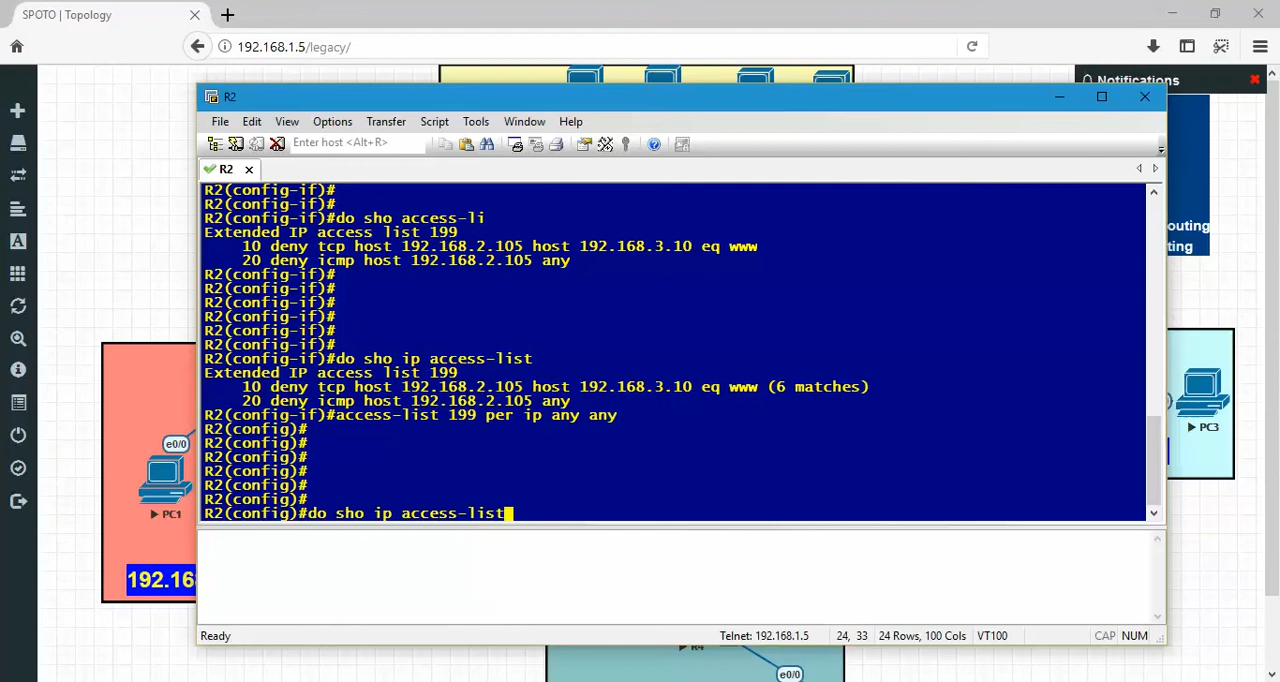 SPOTO | Topology
192.168.1.5/legacy/
Notifications
R2
File Edit View Options Transfer Script Tools Window Help
Enter host <Alt+R>
R2
R2(config-if)#
R2(config-if)#
R2(config-if)#do sho access-li
Extended IP access list 199
    10 deny tcp host 192.168.2.105 host 192.168.3.10 eq www
    20 deny icmp host 192.168.2.105 any
R2(config-if)#
R2(config-if)#
R2(config-if)#
R2(config-if)#
R2(config-if)#
R2(config-if)#
R2(config-if)#do sho ip access-list
Extended IP access list 199
    10 deny tcp host 192.168.2.105 host 192.168.3.10 eq www (6 matches)
    20 deny icmp host 192.168.2.105 any
R2(config-if)#access-list 199 per ip any any
R2(config)#
R2(config)#
R2(config)#
R2(config)#
R2(config)#
R2(config)#
R2(config)#do sho ip access-list
Ready Telnet: 192.168.1.5 24, 33 24 Rows, 100 Cols VT100 CAP NUM
outing
ting
e0/0
PC1
192.16
PC3
R4
e0/0